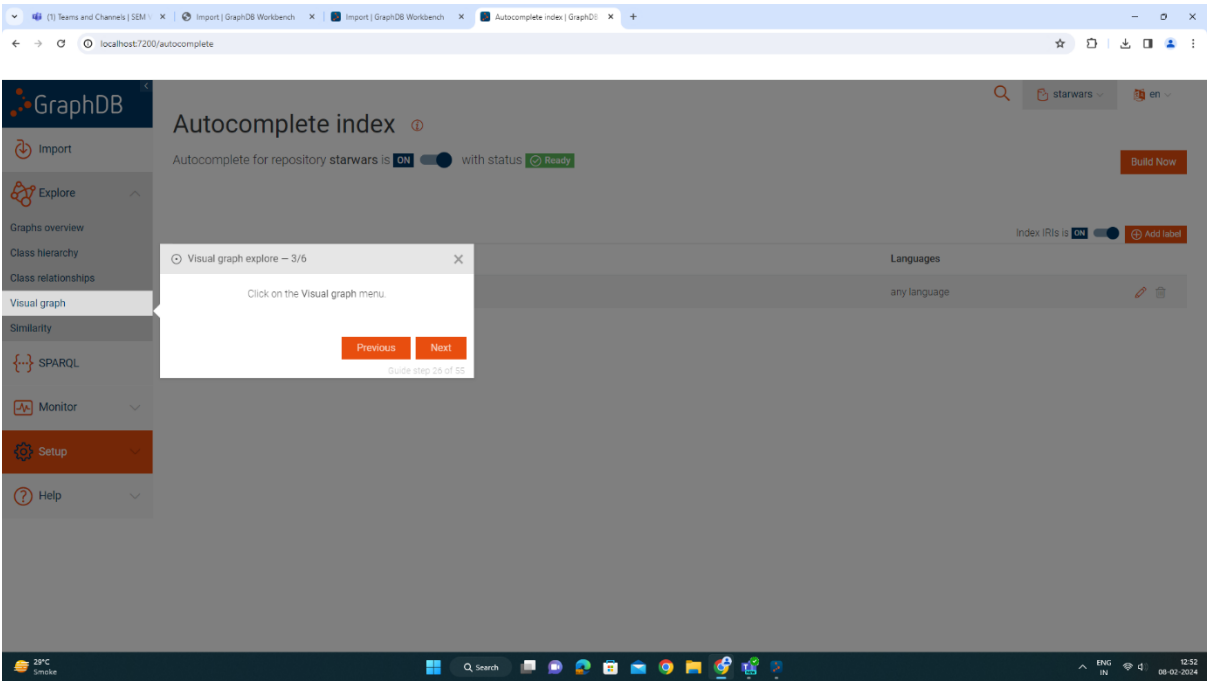 (1) Teams and Channels | SEM
Import | GraphDB Workbench
Import | GraphDB Workbench
Autocomplete index | GraphDB
localhost:7200/autocomplete
GraphDB
starwars
en
Autocomplete index
Import
Autocomplete for repository starwars is ON with status Ready
Build Now
Explore
Graphs overview
Index IRIs is ON Add label
Class hierarchy
Visual graph explore — 3/6
Languages
Class relationships
Click on the Visual graph menu.
any language
Visual graph
Similarity
Previous Next
SPARQL
Guide step 26 of 55
Monitor
Setup
Help
29°C
Smoke
Search
ENG
IN
12:52
08-02-2024